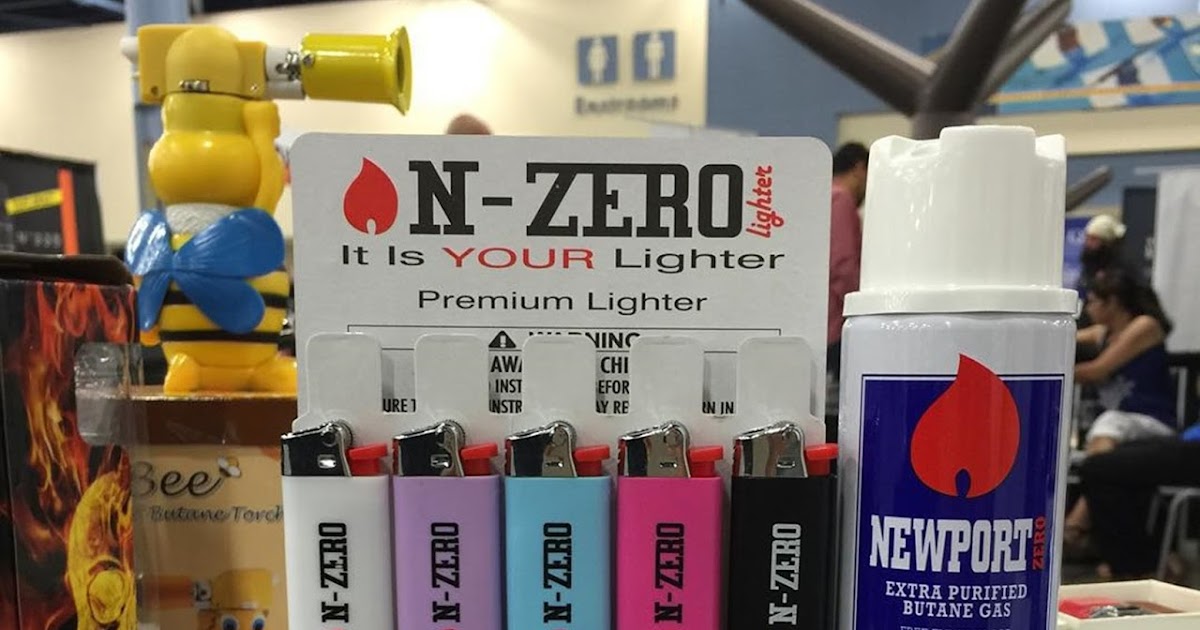 Restrooms
N-ZERO lighter
It Is YOUR Lighter
Premium Lighter
WARNING
Bee
Butane Torch
N-ZERO
N-ZERO
N-ZERO
N-ZERO
N-ZERO
NEWPORT ZERO
EXTRA PURIFIED
BUTANE GAS